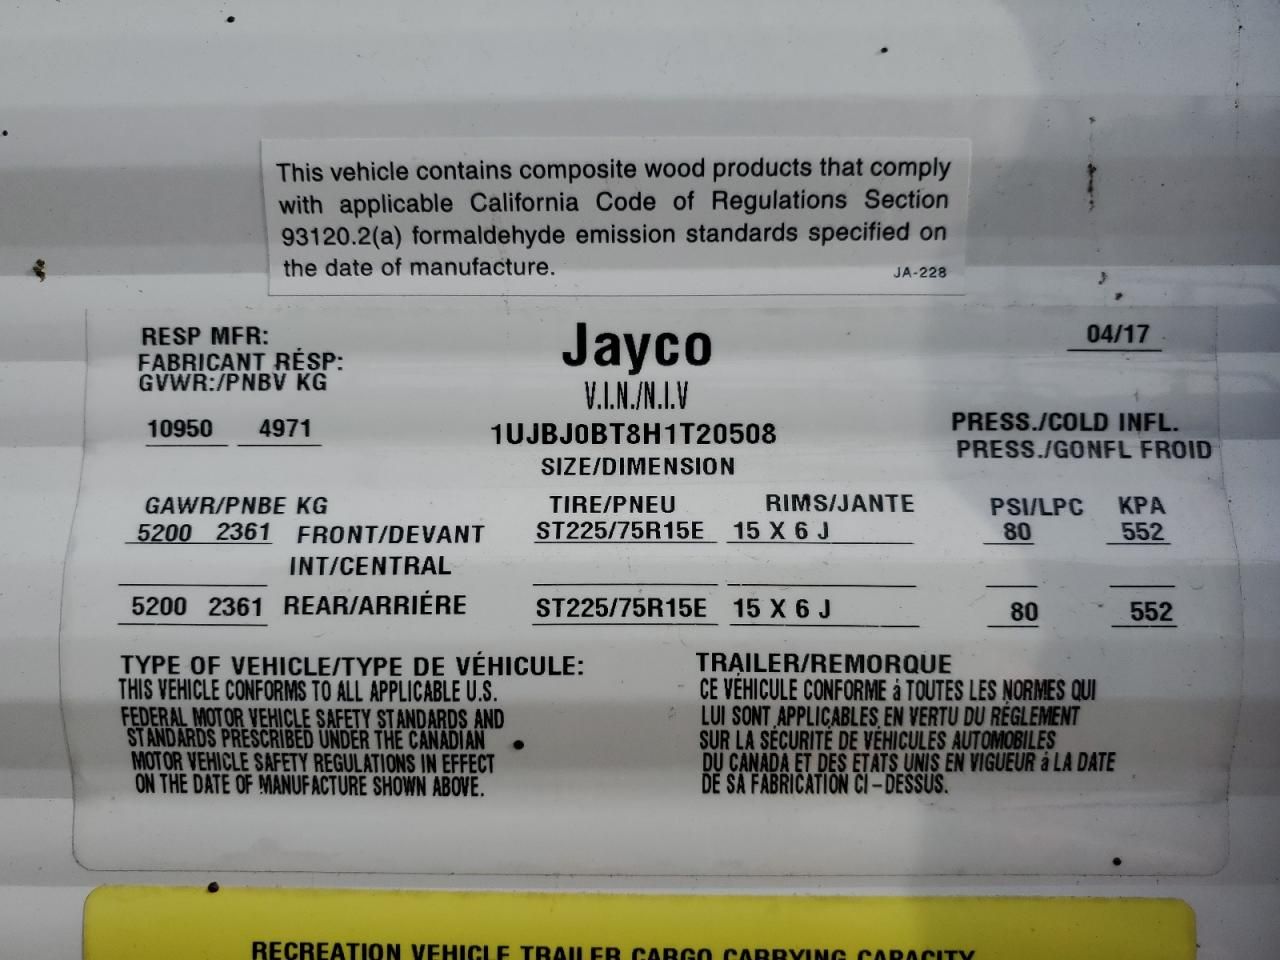 This vehicle contains composite wood products that comply
with applicable California Code of Regulations Section
93120.2(a) formaldehyde emission standards specified on
the date of manufacture.
JA-228
RESP MFR:
FABRICANT RÉSP:
GVWR:/PNBV KG
10950 4971
Jayco
V.I.N./N.I.V
1UJBJ0BT8H1T20508
SIZE/DIMENSION
04/17
PRESS./COLD INFL.
PRESS./GONFL FROID
GAWR/PNBE KG TIRE/PNEU RIMS/JANTE PSI/LPC KPA
5200 2361 FRONT/DEVANT ST225/75R15E 15 X 6 J 80 552
INT/CENTRAL
5200 2361 REAR/ARRIÉRE ST225/75R15E 15 X 6 J 80 552
TYPE OF VEHICLE/TYPE DE VÉHICULE: TRAILER/REMORQUE
THIS VEHICLE CONFORMS TO ALL APPLICABLE U.S.
FEDERAL MOTOR VEHICLE SAFETY STANDARDS AND
STANDARDS PRESCRIBED UNDER THE CANADIAN
MOTOR VEHICLE SAFETY REGULATIONS IN EFFECT
ON THE DATE OF MANUFACTURE SHOWN ABOVE.
CE VÉHICULE CONFORME á TOUTES LES NORMES QUI
LUI SONT APPLICABLES EN VERTU DU RÉGLEMENT
SUR LA SÉCURITÉ DE VÉHICULES AUTOMOBILES
DU CANADA ET DES ETATS UNIS EN VIGUEUR á LA DATE
DE SA FABRICATION CI-DESSUS.
RECREATION VEHICLE TRAILER CARGO CARRYING CAPACITY